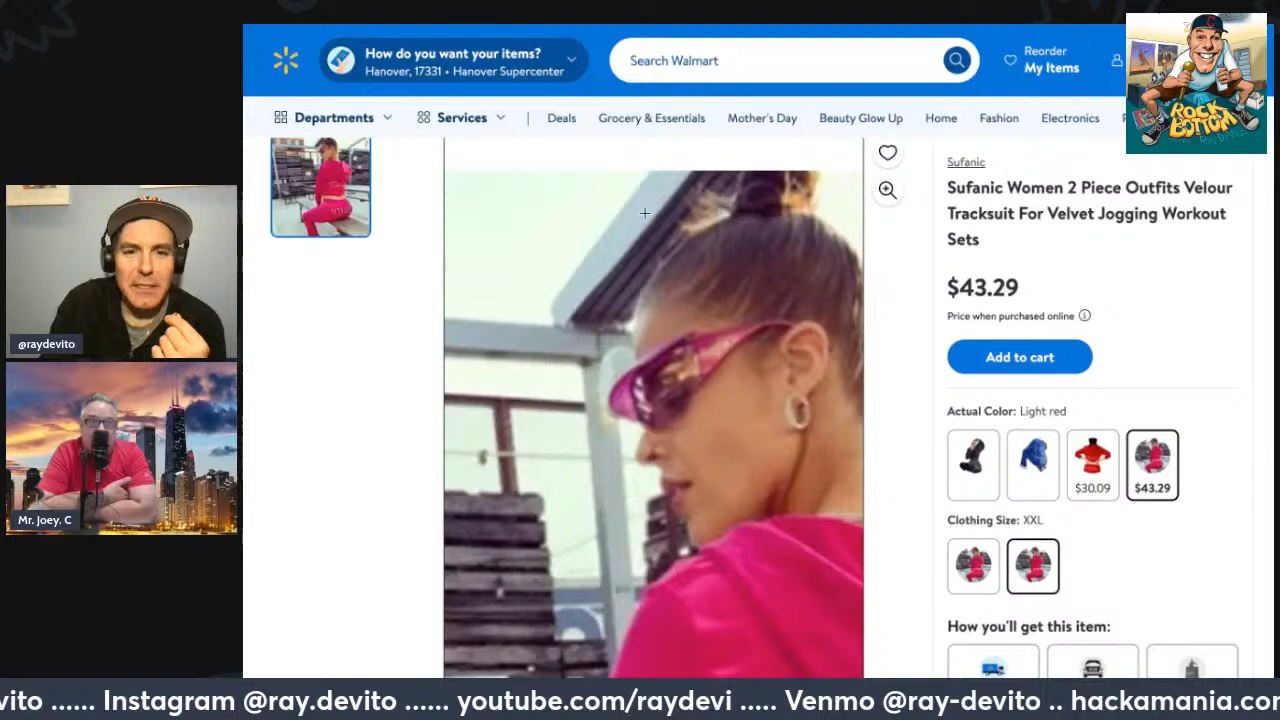 How do you want your items?
Hanover, 17331 • Hanover Supercenter
Search Walmart
Reorder
My Items
Departments
Services
Deals
Grocery & Essentials
Mother's Day
Beauty Glow Up
Home
Fashion
Electronics
ROCK
BOTTOM
@raydevito
Mr. Joey. C
Sufanic
Sufanic Women 2 Piece Outfits Velour
Tracksuit For Velvet Jogging Workout
Sets
$43.29
Price when purchased online
Add to cart
Actual Color: Light red
$30.09
$43.29
Clothing Size: XXL
How you'll get this item:
vito ...... Instagram @ray.devito ...... youtube.com/raydevi ..... Venmo @ray-devito .. hackamania.co